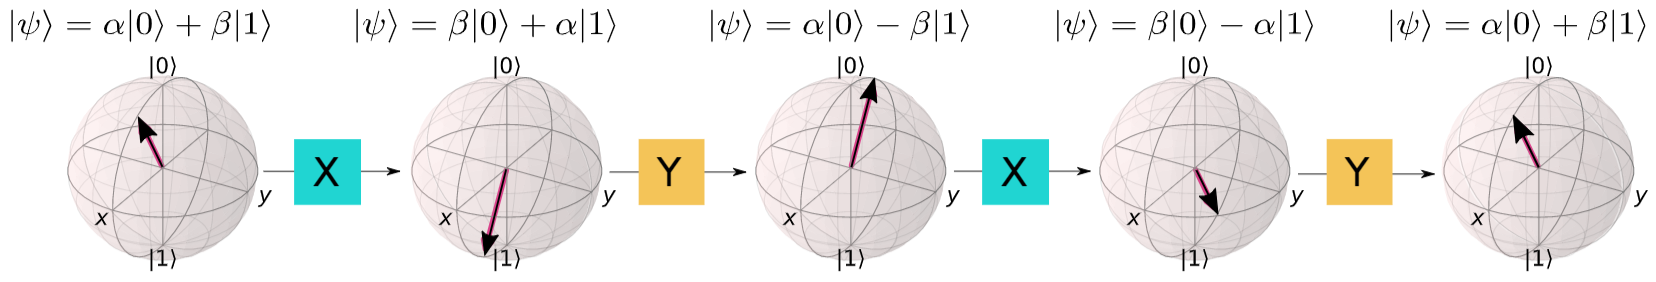 |ψ⟩ = α|0⟩ + β|1⟩
|ψ⟩ = β|0⟩ + α|1⟩
|ψ⟩ = α|0⟩ − β|1⟩
|ψ⟩ = β|0⟩ − α|1⟩
|ψ⟩ = α|0⟩ + β|1⟩
|0⟩
x
y
|1⟩
X
|0⟩
x
y
|1⟩
Y
|0⟩
x
y
|1⟩
X
|0⟩
x
y
|1⟩
Y
|0⟩
x
y
|1⟩